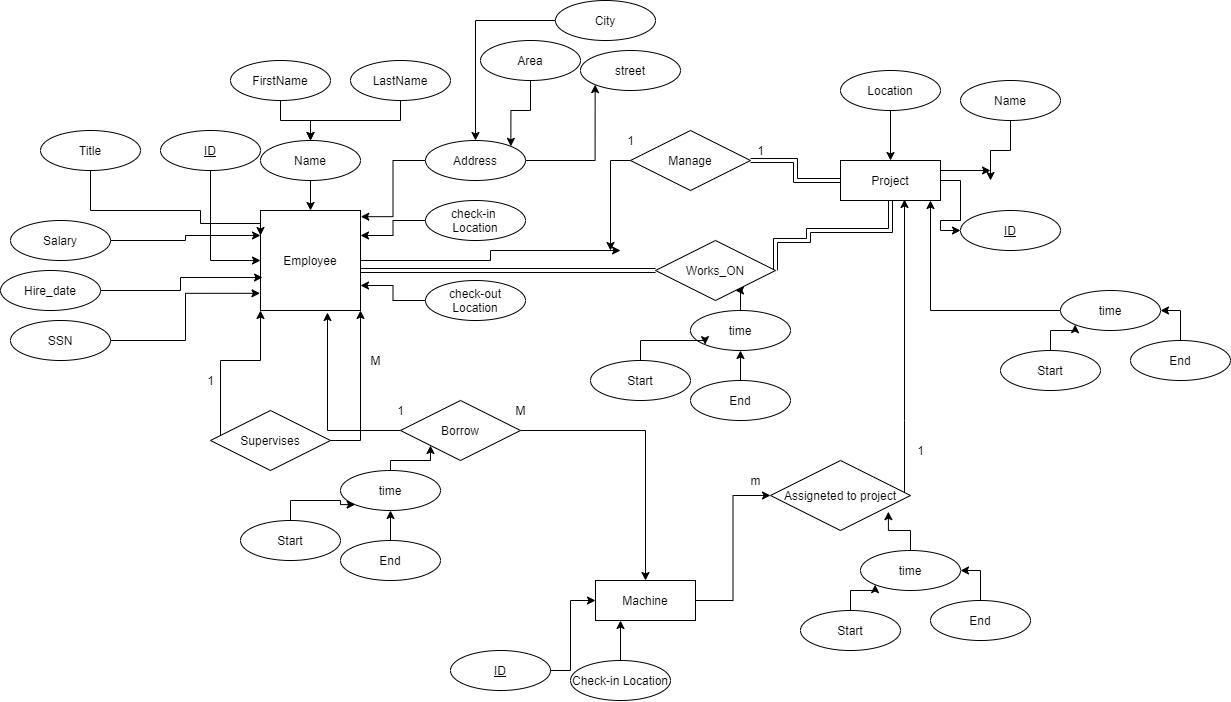 City
Area
street
FirstName
LastName
Location
Name
Title
ID
Name
Address
1
Manage
1
Project
check-in
Location
Salary
ID
Employee
Works_ON
Hire_date
check-out
Location
time
SSN
time
Start
End
M
1
Start
End
1
M
Supervises
Borrow
1
m
time
Assigneted to project
Start
End
time
Machine
Start
End
ID
Check-in Location